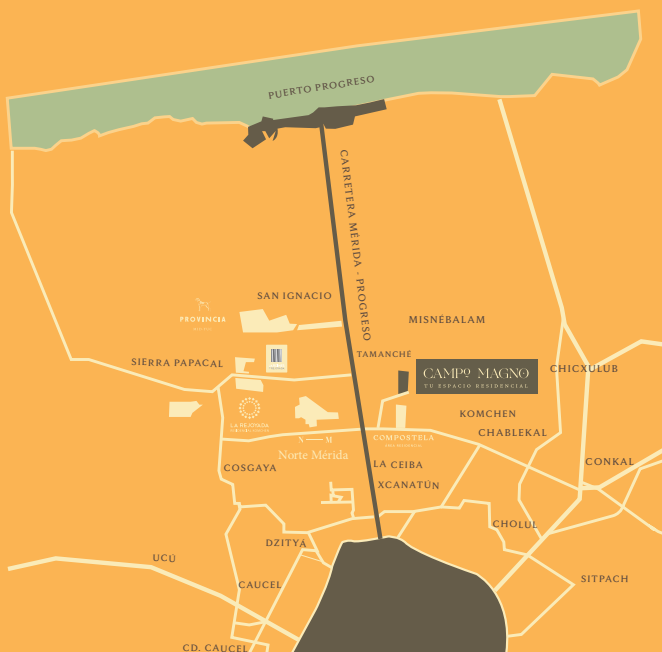 PUERTO PROGRESO
CARRETERA MÉRIDA - PROGRESO
SAN IGNACIO
PROVINCIA
MISNÉBALAM
TAMANCHÉ
SIERRA PAPACAL
CAMPO MAGNO
TU ESPACIO RESIDENCIAL
CHICXULUB
LA REJOYADA
KOMCHEN
CHABLEKAL
N — M
Norte Mérida
COMPOSTELA
COSGAYA
LA CEIBA
CONKAL
XCANATÚN
CHOLUL
DZITYÁ
UCÚ
CAUCEL
SITPACH
CD. CAUCEL